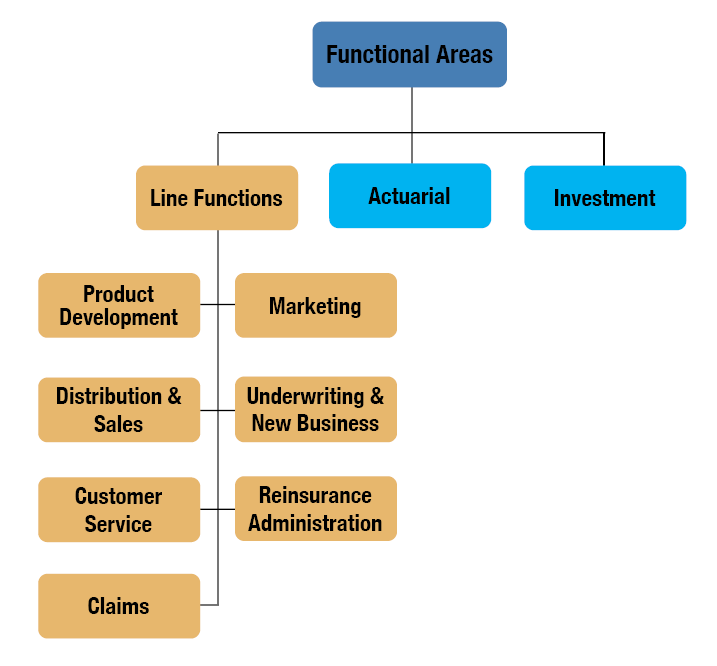 Functional Areas
Line Functions
Actuarial
Investment
Product
Development
Marketing
Distribution &
Sales
Underwriting &
New Business
Customer
Service
Reinsurance
Administration
Claims